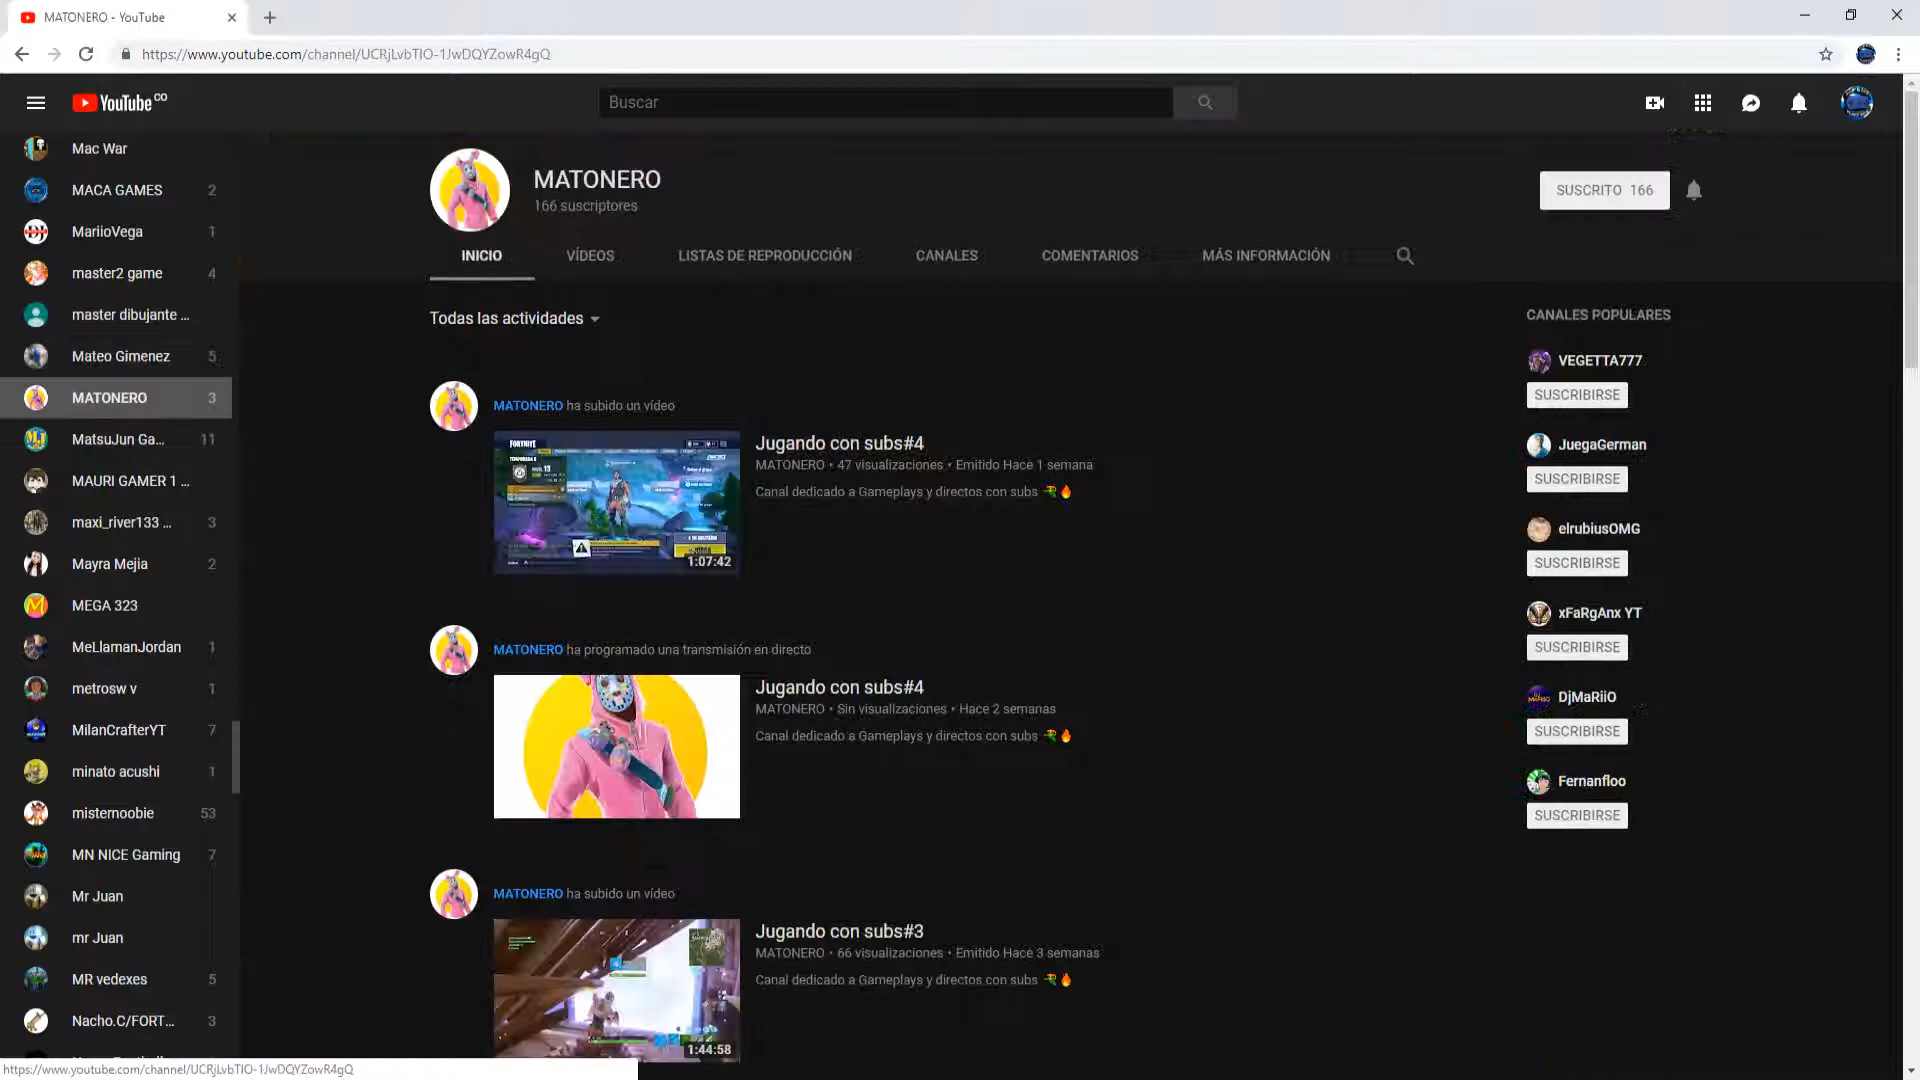 MATONERO - YouTube
https://www.youtube.com/channel/UCRjLvbTIO-1JwDQYZowR4gQ
YouTube CO
Buscar
Mac War
MACA GAMES 2
MariioVega 1
master2 game 4
master dibujante ...
Mateo Gimenez 5
MATONERO 3
MatsuJun Ga... 11
MAURI GAMER 1 ...
maxi_river133 ... 3
Mayra Mejia 2
MEGA 323
MeLlamanJordan 1
metrosw v 1
MilanCrafterYT 7
minato acushi 1
misternoobie 53
MN NICE Gaming 7
Mr Juan
mr Juan
MR vedexes 5
Nacho.C/FORT... 3
MATONERO
166 suscriptores
SUSCRITO 166
INICIO VÍDEOS LISTAS DE REPRODUCCIÓN CANALES COMENTARIOS MÁS INFORMACIÓN
Todas las actividades
MATONERO ha subido un vídeo
FORTNITE
1:07:42
Jugando con subs#4
MATONERO • 47 visualizaciones • Emitido Hace 1 semana
Canal dedicado a Gameplays y directos con subs
MATONERO ha programado una transmisión en directo
Jugando con subs#4
MATONERO • Sin visualizaciones • Hace 2 semanas
Canal dedicado a Gameplays y directos con subs
MATONERO ha subido un vídeo
1:44:58
Jugando con subs#3
MATONERO • 66 visualizaciones • Emitido Hace 3 semanas
Canal dedicado a Gameplays y directos con subs
CANALES POPULARES
VEGETTA777
SUSCRIBIRSE
JuegaGerman
SUSCRIBIRSE
elrubiusOMG
SUSCRIBIRSE
xFaRgAnx YT
SUSCRIBIRSE
DjMaRiiO
SUSCRIBIRSE
Fernanfloo
SUSCRIBIRSE
https://www.youtube.com/channel/UCRjLvbTIO-1JwDQYZowR4gQ